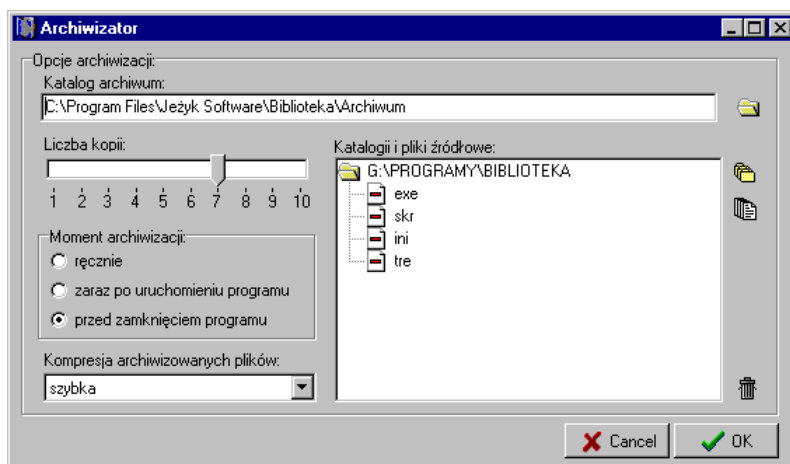 Archiwizator
Opcje archiwizacji:
Katalog archiwum:
C:\Program Files\Jeżyk Software\Biblioteka\Archiwum
Liczba kopii:
1 2 3 4 5 6 7 8 9 10
Moment archiwizacji:
ręcznie
zaraz po uruchomieniu programu
przed zamknięciem programu
Kompresja archiwizowanych plików:
szybka
Katalogii i pliki źródłowe:
G:\PROGRAMY\BIBLIOTEKA
exe
skr
ini
tre
Cancel
OK